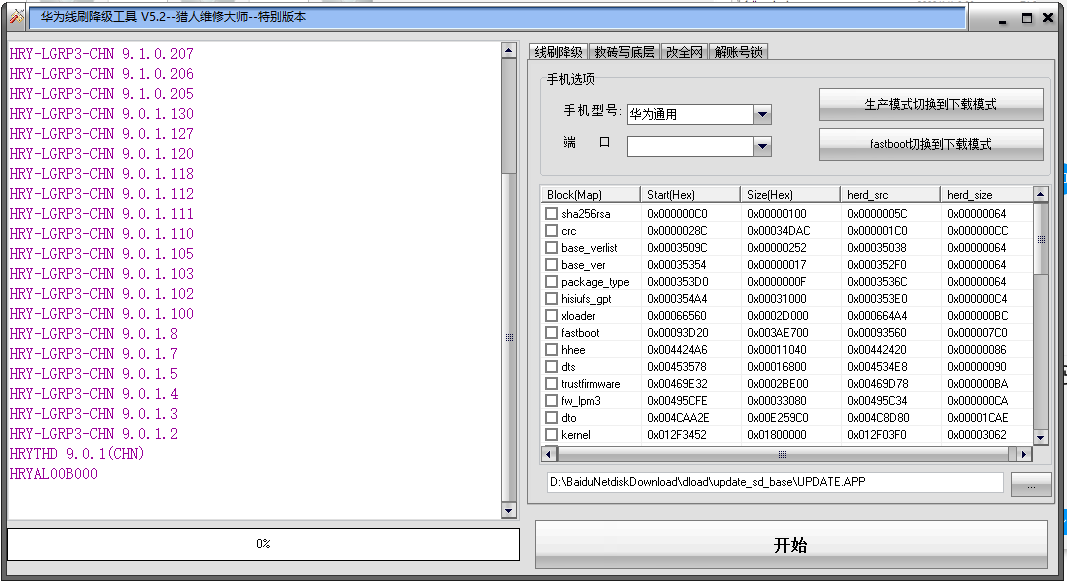 华为线刷降级工具 V5.2--猎人维修大师--特别版本
HRY-LGRP3-CHN 9.1.0.207
HRY-LGRP3-CHN 9.1.0.206
HRY-LGRP3-CHN 9.1.0.205
HRY-LGRP3-CHN 9.0.1.130
HRY-LGRP3-CHN 9.0.1.127
HRY-LGRP3-CHN 9.0.1.120
HRY-LGRP3-CHN 9.0.1.118
HRY-LGRP3-CHN 9.0.1.112
HRY-LGRP3-CHN 9.0.1.111
HRY-LGRP3-CHN 9.0.1.110
HRY-LGRP3-CHN 9.0.1.105
HRY-LGRP3-CHN 9.0.1.103
HRY-LGRP3-CHN 9.0.1.102
HRY-LGRP3-CHN 9.0.1.100
HRY-LGRP3-CHN 9.0.1.8
HRY-LGRP3-CHN 9.0.1.7
HRY-LGRP3-CHN 9.0.1.5
HRY-LGRP3-CHN 9.0.1.4
HRY-LGRP3-CHN 9.0.1.3
HRY-LGRP3-CHN 9.0.1.2
HRYTHD 9.0.1(CHN)
HRYAL00B000
0%
线刷降级 救砖写底层 改全网 解账号锁
手机选项
手机型号: 华为通用 生产模式切换到下载模式
端 口 fastboot切换到下载模式
Block(Map) Start(Hex) Size(Hex) herd_src herd_size
sha256rsa 0x000000C0 0x00000100 0x0000005C 0x00000064
crc 0x0000028C 0x00034DAC 0x000001C0 0x000000CC
base_verlist 0x0003509C 0x00000252 0x00035038 0x00000064
base_ver 0x00035354 0x00000017 0x000352F0 0x00000064
package_type 0x000353D0 0x0000000F 0x0003536C 0x00000064
hisiufs_gpt 0x000354A4 0x00031000 0x000353E0 0x000000C4
xloader 0x00066560 0x0002D000 0x000664A4 0x000000BC
fastboot 0x00093D20 0x003AE700 0x00093560 0x000007C0
hhee 0x004424A6 0x00011040 0x00442420 0x00000086
dts 0x00453578 0x00016800 0x004534E8 0x00000090
trustfirmware 0x00469E32 0x0002BE00 0x00469D78 0x000000BA
fw_lpm3 0x00495CFE 0x00033080 0x00495C34 0x000000CA
dto 0x004CAA2E 0x00E259C0 0x004C8D80 0x00001CAE
kernel 0x012F3452 0x01800000 0x012F03F0 0x00003062
D:\BaiduNetdiskDownload\dload\update_sd_base\UPDATE.APP ...
开始